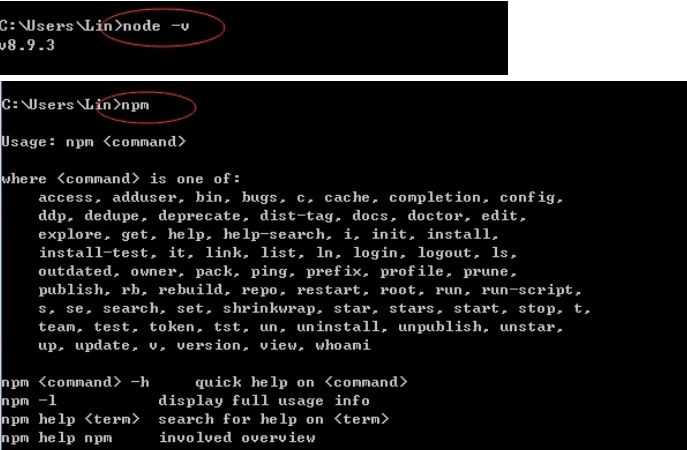 C:\Users\Lin>node -v
v8.9.3
C:\Users\Lin>npm
Usage: npm <command>
where <command> is one of:
access, adduser, bin, bugs, c, cache, completion, config,
ddp, dedupe, deprecate, dist-tag, docs, doctor, edit,
explore, get, help, help-search, i, init, install,
install-test, it, link, list, ln, login, logout, ls,
outdated, owner, pack, ping, prefix, profile, prune,
publish, rb, rebuild, repo, restart, root, run, run-script,
s, se, search, set, shrinkwrap, star, stars, start, stop, t,
team, test, token, tst, un, uninstall, unpublish, unstar,
up, update, v, version, view, whoami
npm <command> -h     quick help on <command>
npm -l           display full usage info
npm help <term>  search for help on <term>
npm help npm     involved overview